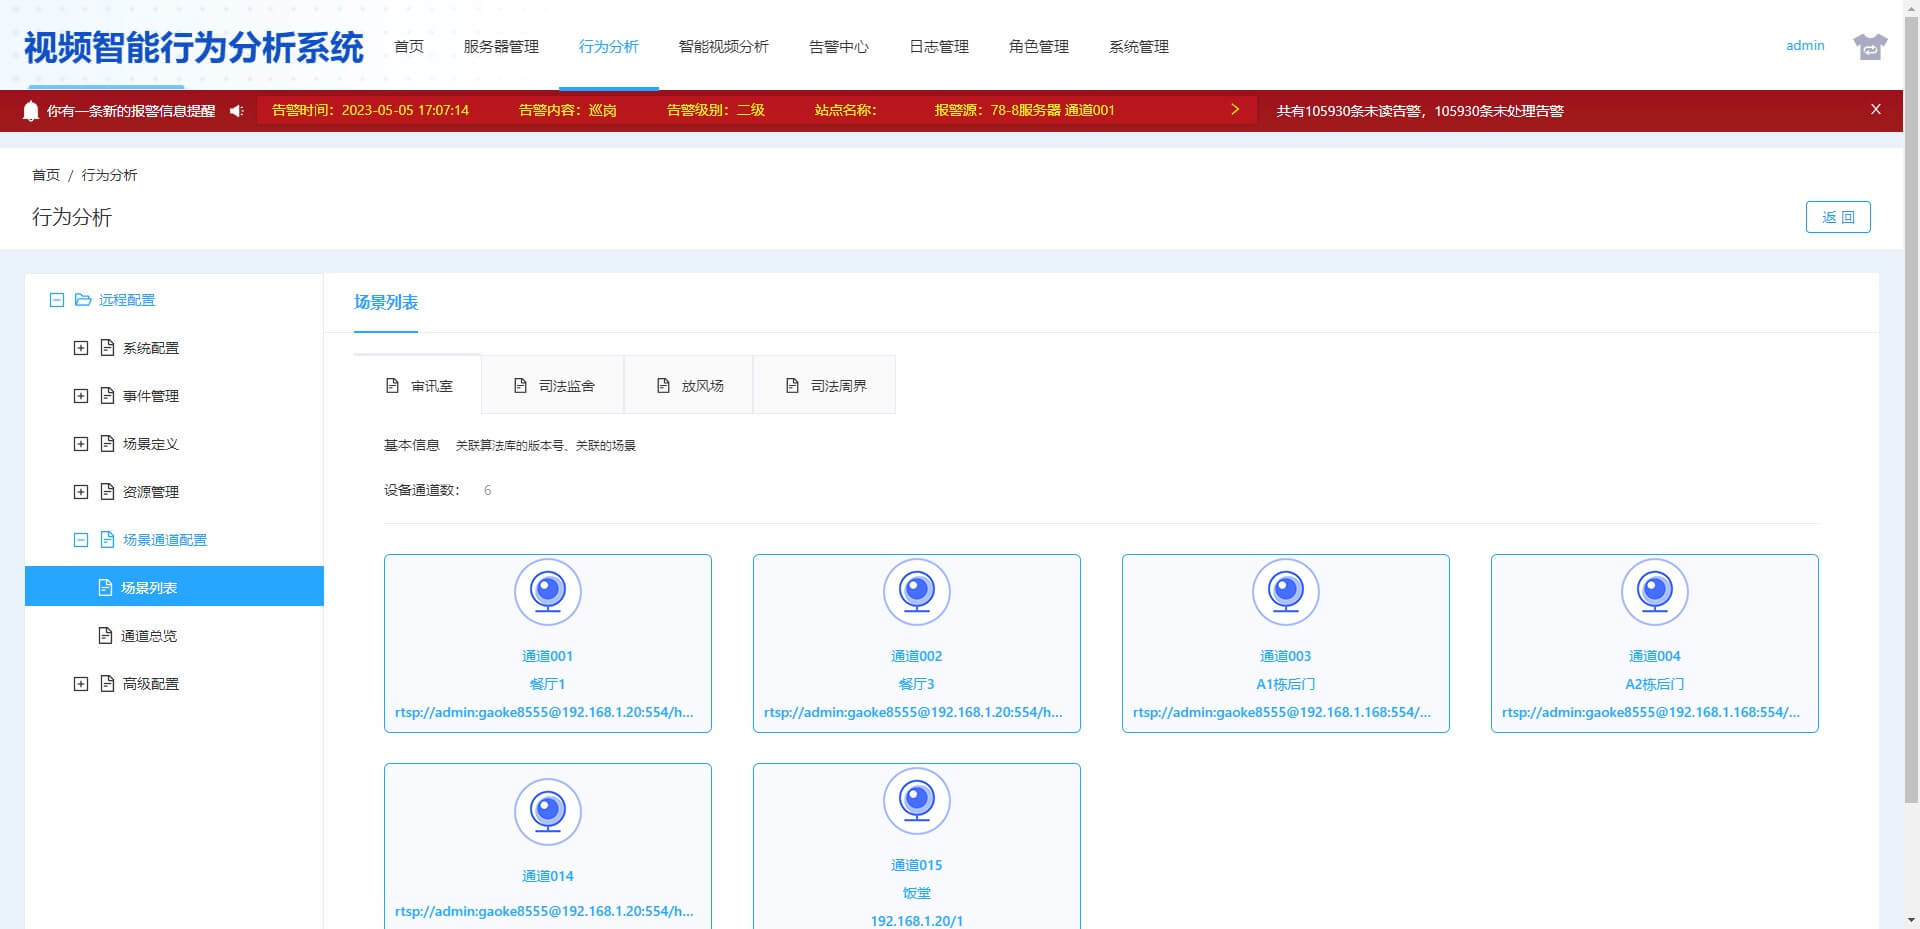 视频智能行为分析系统
首页 服务器管理 行为分析 智能视频分析 告警中心 日志管理 角色管理 系统管理 admin
你有一条新的报警信息提醒 告警时间：2023-05-05 17:07:14 告警内容：巡岗 告警级别：二级 站点名称： 报警源：78-8服务器 通道001 共有105930条未读告警，105930条未处理告警 X
首页 / 行为分析
行为分析
返 回
远程配置
系统配置
事件管理
场景定义
资源管理
场景通道配置
场景列表
通道总览
高级配置
场景列表
审讯室 司法监舍 放风场 司法周界
基本信息 关联算法库的版本号、关联的场景
设备通道数： 6
通道001
餐厅1
rtsp://admin:gaoke8555@192.168.1.20:554/h...
通道002
餐厅3
rtsp://admin:gaoke8555@192.168.1.20:554/h...
通道003
A1栋后门
rtsp://admin:gaoke8555@192.168.1.168:554/...
通道004
A2栋后门
rtsp://admin:gaoke8555@192.168.1.168:554/...
通道014
rtsp://admin:gaoke8555@192.168.1.20:554/h...
通道015
饭堂
192.168.1.20/1